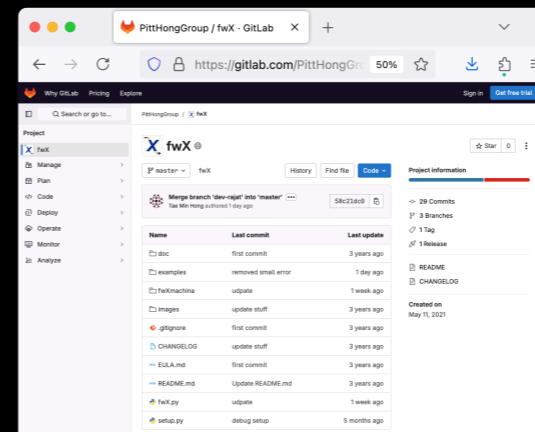 PittHongGroup / fwX · GitLab
https://gitlab.com/PittHongGr
50%
Why GitLab Pricing Explore
Sign in Get free trial
Search or go to...
PittHongGroup / fwX
Project
fwX
Manage
Plan
Code
Deploy
Operate
Monitor
Analyze
fwX
Star 0
master fwX
History Find file Code
Merge branch 'dev-rajat' into 'master'
Tae Min Hong authored 1 day ago
58c21dc0
Name Last commit Last update
doc first commit 3 years ago
examples removed small error 1 day ago
fwXmachina udpate 1 week ago
images update stuff 3 years ago
.gitignore first commit 3 years ago
CHANGELOG update stuff 3 years ago
EULA.md first commit 3 years ago
README.md Update README.md 3 years ago
fwX.py udpate 1 week ago
setup.py debug setup 5 months ago
Project information
29 Commits
3 Branches
1 Tag
1 Release
README
CHANGELOG
Created on
May 11, 2021